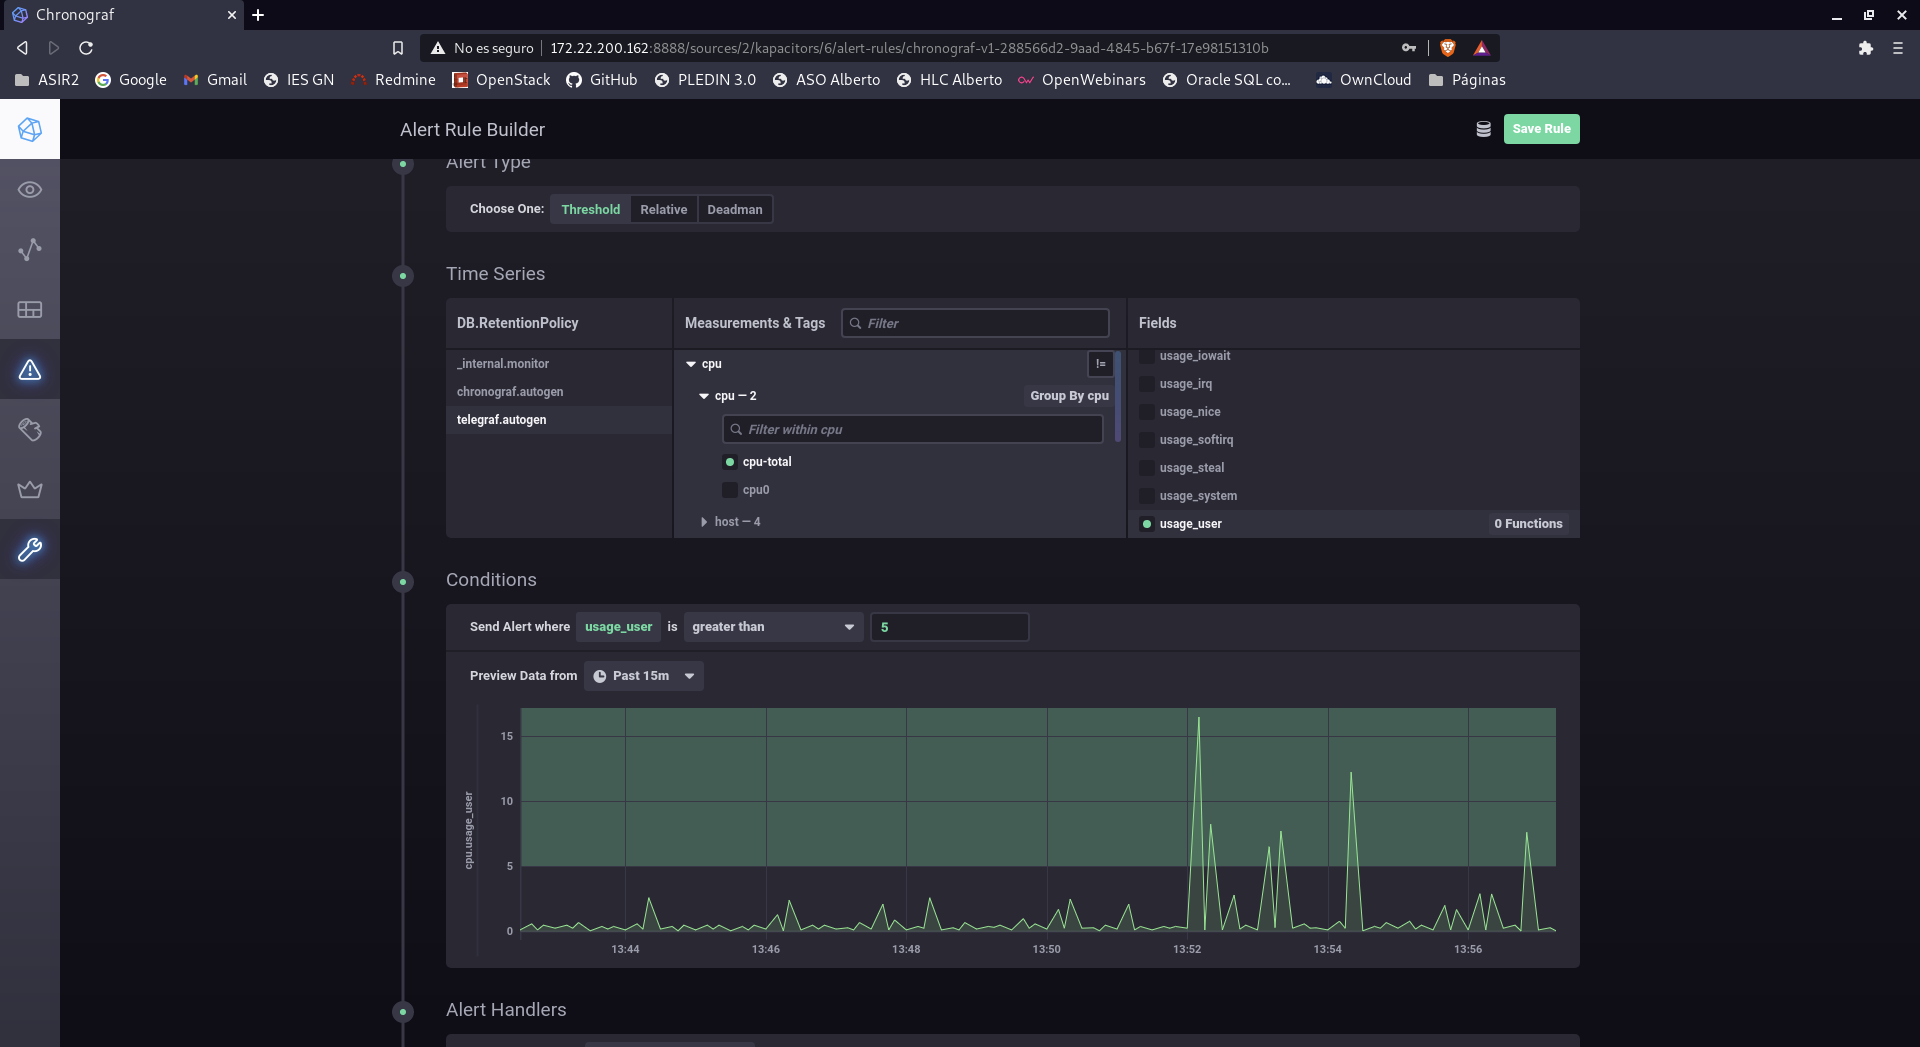 Chronograf
No es seguro 172.22.200.162:8888/sources/2/kapacitors/6/alert-rules/chronograf-v1-288566d2-9aad-4845-b67f-17e98151310b
ASIR2 Google Gmail IES GN Redmine OpenStack GitHub PLEDIN 3.0 ASO Alberto HLC Alberto OpenWebinars Oracle SQL co... OwnCloud Páginas
Alert Rule Builder Save Rule
Alert Type
Choose One: Threshold Relative Deadman
Time Series
DB.RetentionPolicy
_internal.monitor
chronograf.autogen
telegraf.autogen
Measurements & Tags Filter
cpu !=
cpu — 2 Group By cpu
Filter within cpu
cpu-total
cpu0
host — 4
Fields
usage_iowait
usage_irq
usage_nice
usage_softirq
usage_steal
usage_system
usage_user 0 Functions
Conditions
Send Alert where usage_user is greater than 5
Preview Data from Past 15m
cpu.usage_user
15
10
5
0
13:44 13:46 13:48 13:50 13:52 13:54 13:56
Alert Handlers